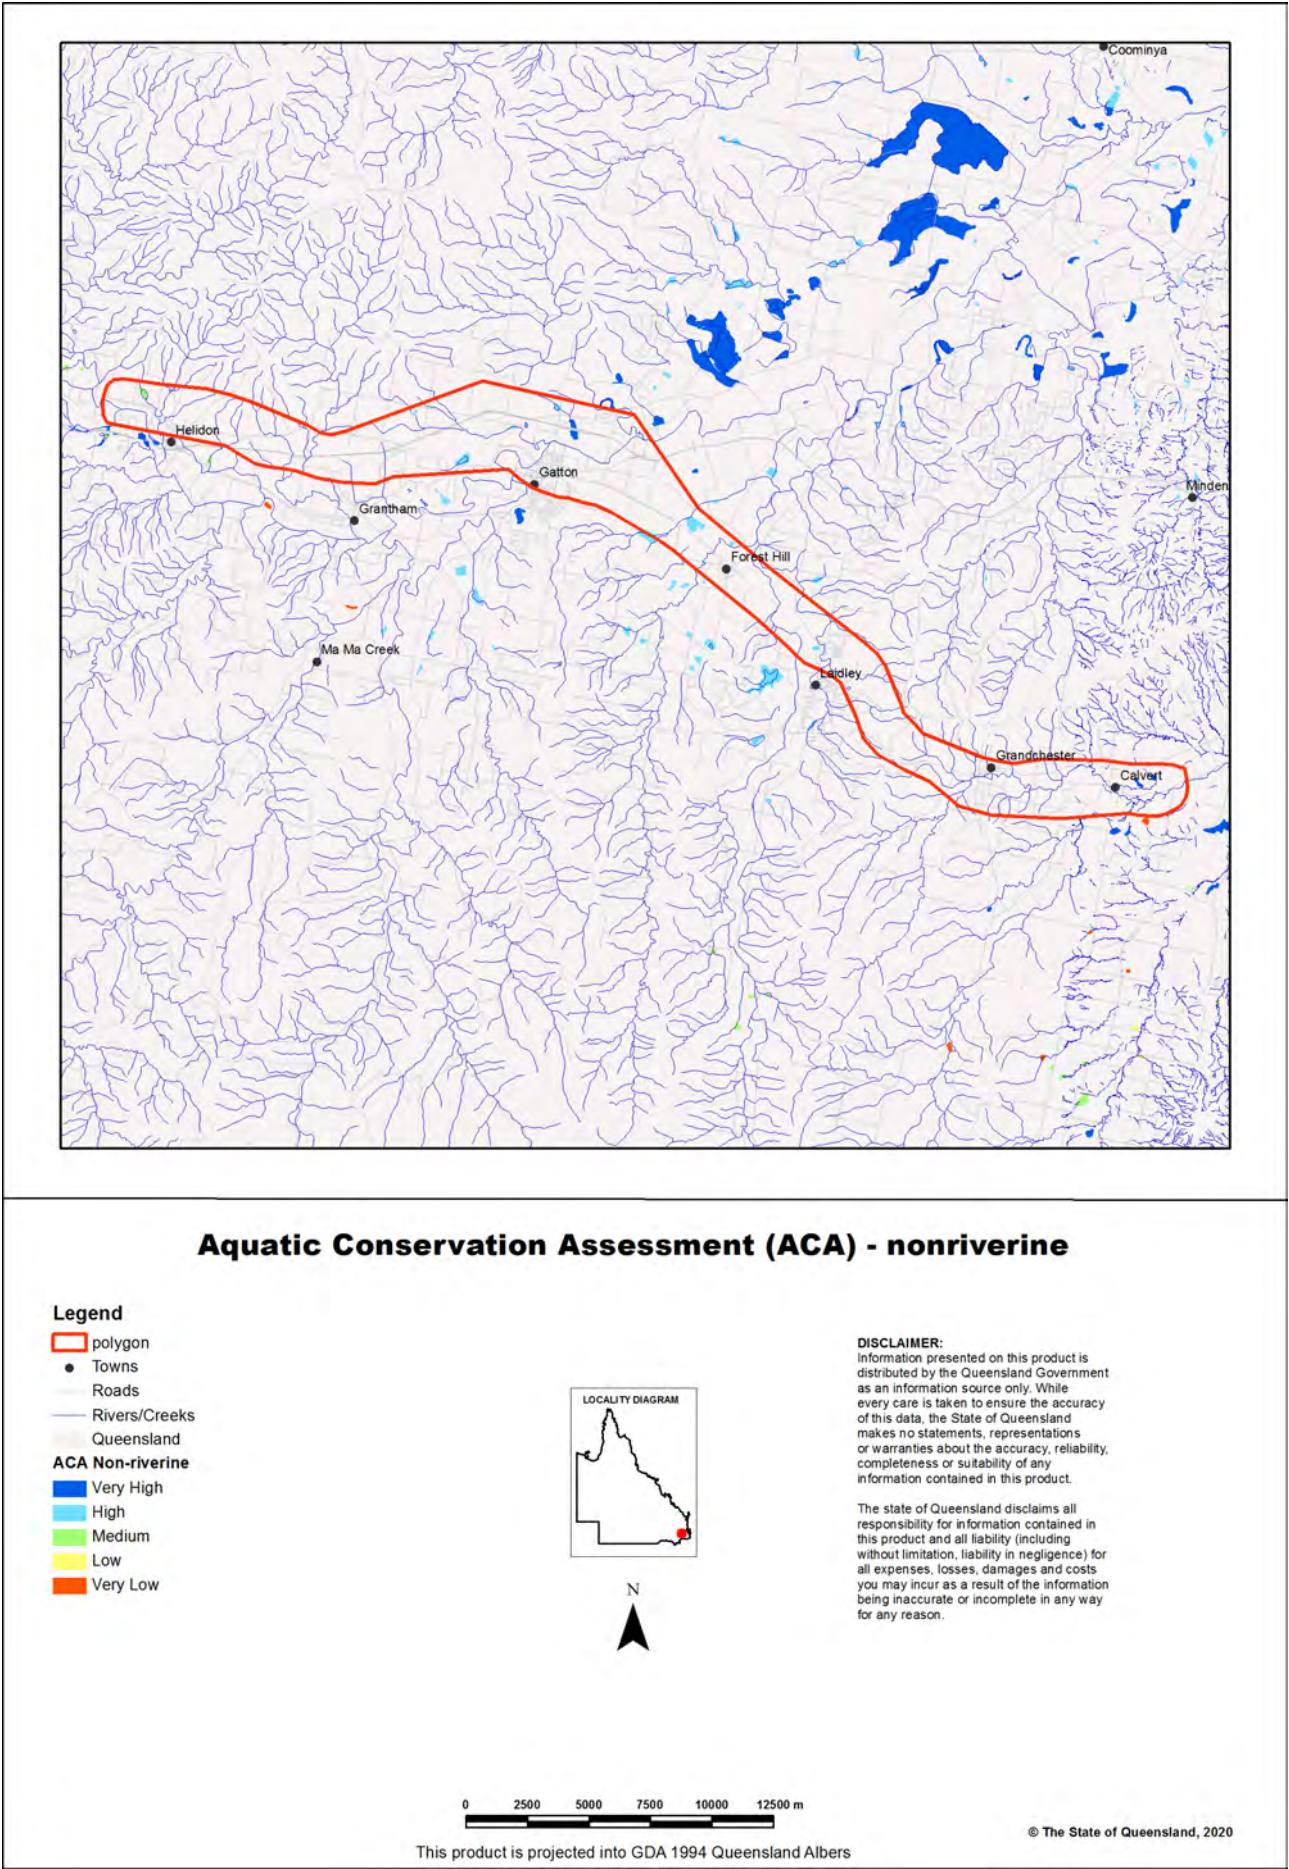 Coominya
Helidon
Gatton
Minden
Grantham
Forest Hill
Ma Ma Creek
Laidley
Grandchester
Calvert
Aquatic Conservation Assessment (ACA) - nonriverine
Legend
polygon
Towns
Roads
Rivers/Creeks
Queensland
ACA Non-riverine
Very High
High
Medium
Low
Very Low
LOCALITY DIAGRAM
N
DISCLAIMER:
Information presented on this product is
distributed by the Queensland Government
as an information source only. While
every care is taken to ensure the accuracy
of this data, the State of Queensland
makes no statements, representations
or warranties about the accuracy, reliability,
completeness or suitability of any
information contained in this product.
The state of Queensland disclaims all
responsibility for information contained in
this product and all liability (including
without limitation, liability in negligence) for
all expenses, losses, damages and costs
you may incur as a result of the information
being inaccurate or incomplete in any way
for any reason.
0 2500 5000 7500 10000 12500 m
This product is projected into GDA 1994 Queensland Albers
© The State of Queensland, 2020